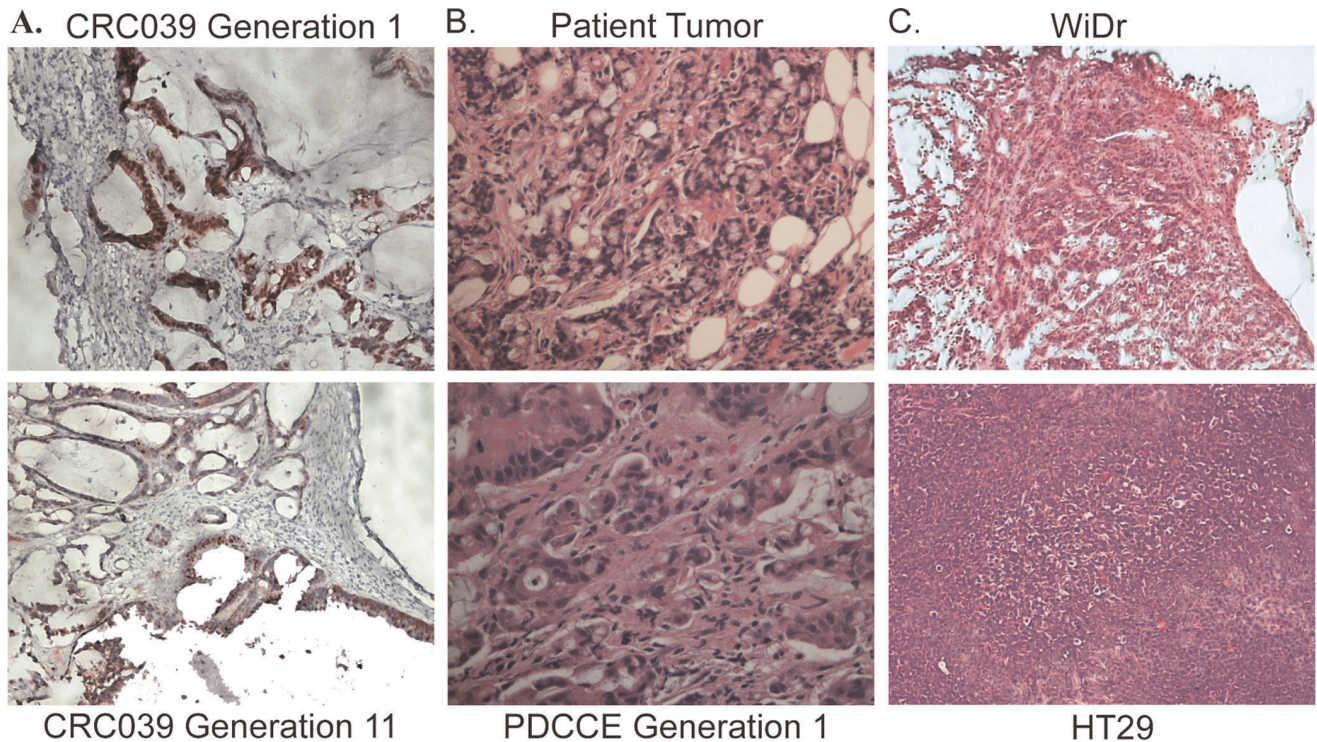 A. CRC039 Generation 1
B. Patient Tumor
C. WiDr
CRC039 Generation 11
PDCCE Generation 1
HT29